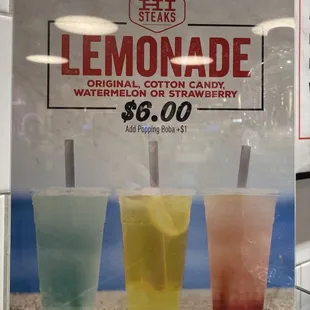 HI
STEAKS
LEMONADE
ORIGINAL, COTTON CANDY,
WATERMELON OR STRAWBERRY
$6.00
Add Popping Boba +$1